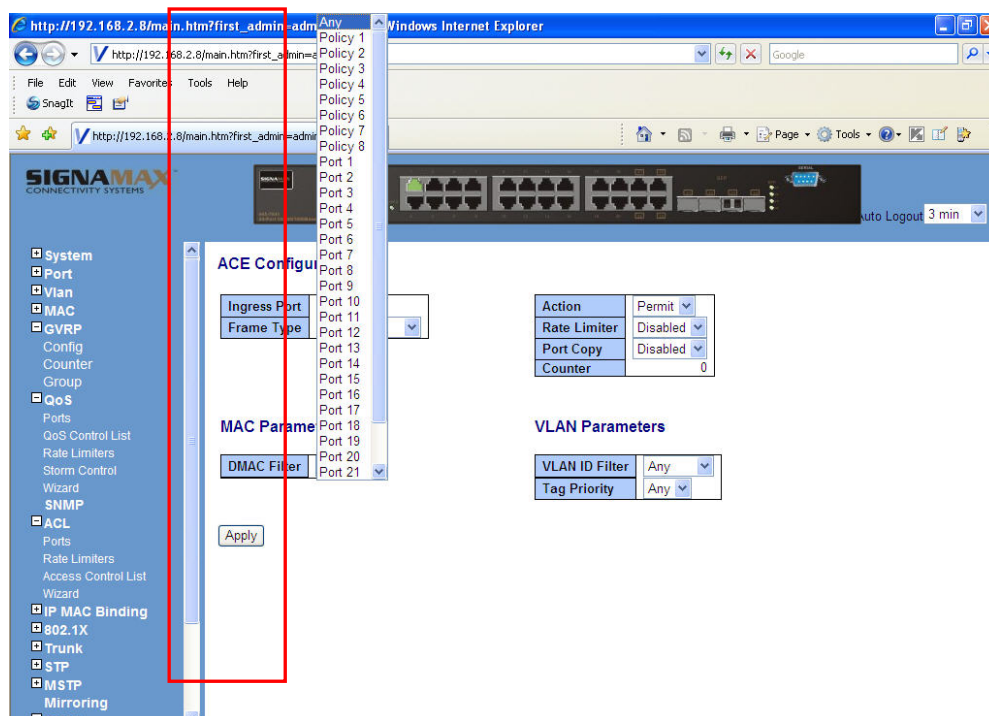 http://192.168.2.8/main.htm?first_admin=adm Windows Internet Explorer
http://192.168.2.8/main.htm?first_admin=a
Google
File Edit View Favorites Tools Help
SnagIt
http://192.168.2.8/main.htm?first_admin=admi
Page Tools
SIGNAMAX
CONNECTIVITY SYSTEMS
Auto Logout 3 min
System
Port
Vlan
MAC
GVRP
Config
Counter
Group
QoS
Ports
QoS Control List
Rate Limiters
Storm Control
Wizard
SNMP
ACL
Ports
Rate Limiters
Access Control List
Wizard
IP MAC Binding
802.1X
Trunk
STP
MSTP
Mirroring
ACE Configu
Ingress Port
Frame Type
Any
Policy 1
Policy 2
Policy 3
Policy 4
Policy 5
Policy 6
Policy 7
Policy 8
Port 1
Port 2
Port 3
Port 4
Port 5
Port 6
Port 7
Port 8
Port 9
Port 10
Port 11
Port 12
Port 13
Port 14
Port 15
Port 16
Port 17
Port 18
Port 19
Port 20
Port 21
Action Permit
Rate Limiter Disabled
Port Copy Disabled
Counter 0
MAC Parame
DMAC Filter
VLAN Parameters
VLAN ID Filter Any
Tag Priority Any
Apply